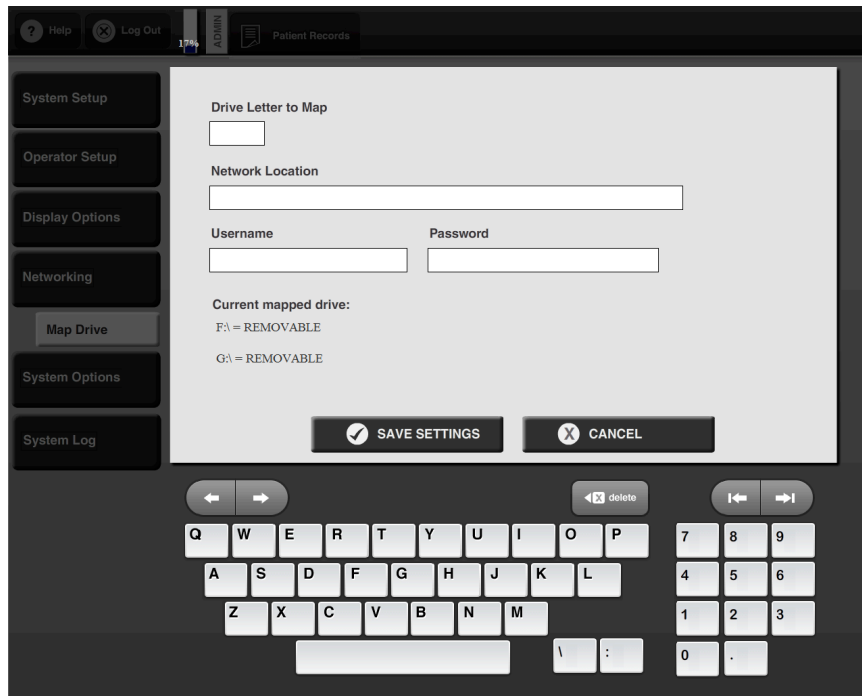 ? Help X Log Out 17% ADMIN Patient Records
System Setup
Operator Setup
Display Options
Networking
Map Drive
System Options
System Log
Drive Letter to Map
Network Location
Username Password
Current mapped drive:
F:\ = REMOVABLE
G:\ = REMOVABLE
SAVE SETTINGS X CANCEL
X delete
Q W E R T Y U I O P 7 8 9
A S D F G H J K L 4 5 6
Z X C V B N M 1 2 3
\ : 0 .